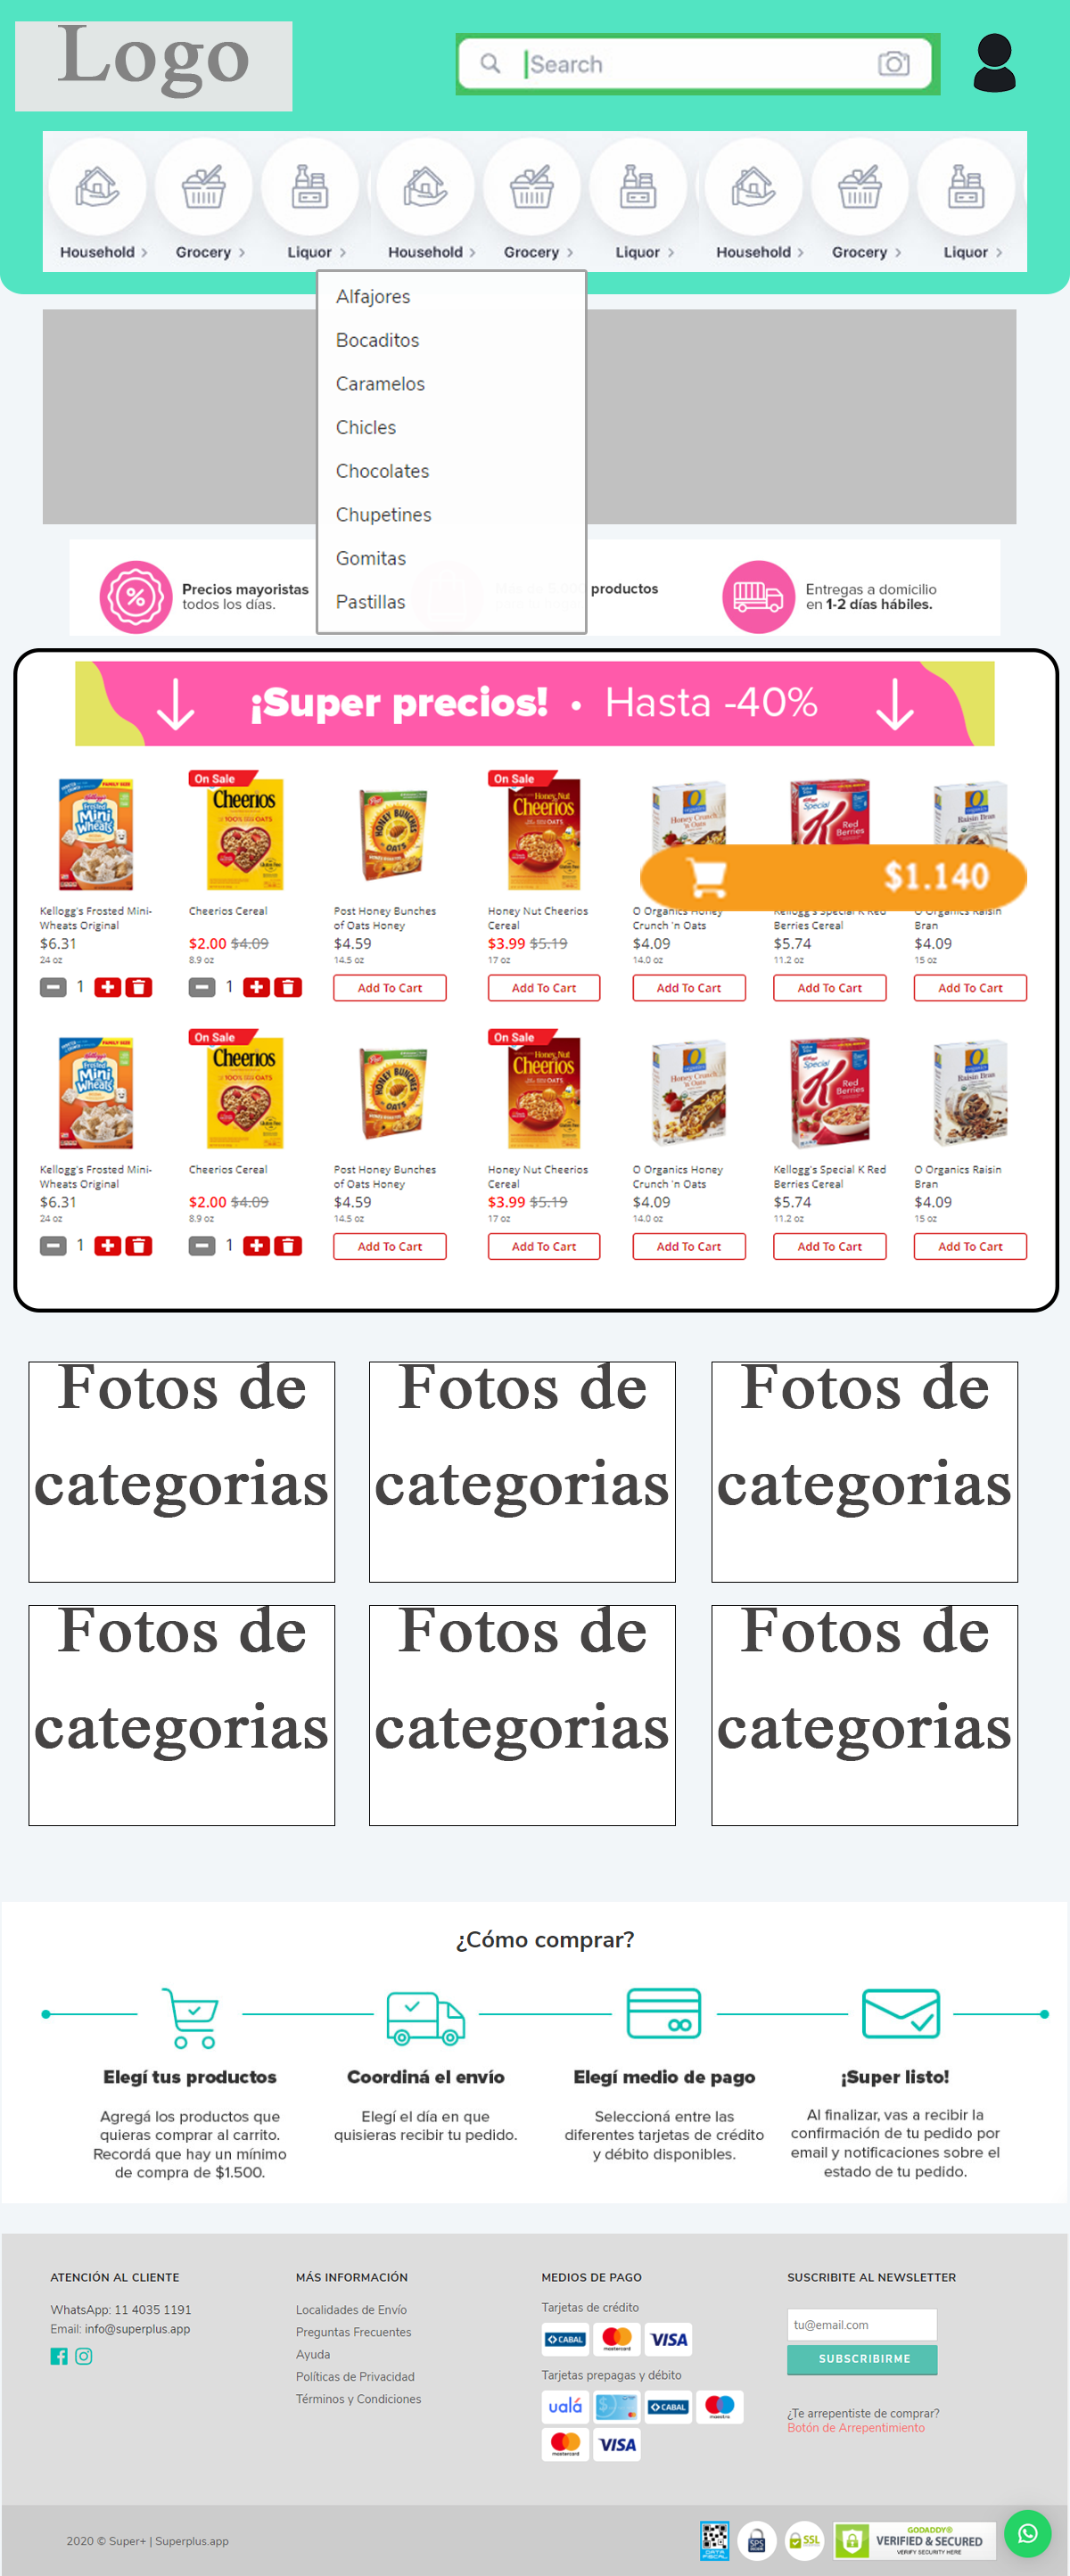 Logo
Search
Household > Grocery > Liquor > Household > Grocery > Liquor > Household > Grocery > Liquor >
Alfajores
Bocaditos
Caramelos
Chicles
Chocolates
Chupetines
Gomitas
Pastillas
Precios mayoristas
todos los días.
productos
Entregas a domicilio
en 1-2 días hábiles.
¡Super precios! • Hasta -40%
On Sale
On Sale
$1.140
Kellogg's Frosted Mini-
Wheats Original
$6.31
24 oz
1
Cheerios Cereal
$2.00 $4.09
8.9 oz
1
Post Honey Bunches
of Oats Honey
$4.59
14.5 oz
Add To Cart
Honey Nut Cheerios
Cereal
$3.99 $5.19
17 oz
Add To Cart
O Organics Honey
Crunch 'n Oats
$4.09
14.0 oz
Add To Cart
Kellogg's Special K Red
Berries Cereal
$5.74
11.2 oz
Add To Cart
O Organics Raisin
Bran
$4.09
15 oz
Add To Cart
On Sale
On Sale
Kellogg's Frosted Mini-
Wheats Original
$6.31
24 oz
1
Cheerios Cereal
$2.00 $4.09
8.9 oz
1
Post Honey Bunches
of Oats Honey
$4.59
14.5 oz
Add To Cart
Honey Nut Cheerios
Cereal
$3.99 $5.19
17 oz
Add To Cart
O Organics Honey
Crunch 'n Oats
$4.09
14.0 oz
Add To Cart
Kellogg's Special K Red
Berries Cereal
$5.74
11.2 oz
Add To Cart
O Organics Raisin
Bran
$4.09
15 oz
Add To Cart
Fotos de
categorias
Fotos de
categorias
Fotos de
categorias
Fotos de
categorias
Fotos de
categorias
Fotos de
categorias
¿Cómo comprar?
Elegí tus productos
Agregá los productos que
quieras comprar al carrito.
Recordá que hay un mínimo
de compra de $1.500.
Coordiná el envío
Elegí el día en que
quisieras recibir tu pedido.
Elegí medio de pago
Seleccioná entre las
diferentes tarjetas de crédito
y débito disponibles.
¡Super listo!
Al finalizar, vas a recibir la
confirmación de tu pedido por
email y notificaciones sobre el
estado de tu pedido.
ATENCIÓN AL CLIENTE
WhatsApp: 11 4035 1191
Email: info@superplus.app
MÁS INFORMACIÓN
Localidades de Envío
Preguntas Frecuentes
Ayuda
Políticas de Privacidad
Términos y Condiciones
MEDIOS DE PAGO
Tarjetas de crédito
CABAL mastercard VISA
Tarjetas prepagas y débito
ualá CABAL maestro
mastercard VISA
SUSCRIBITE AL NEWSLETTER
tu@email.com
SUBSCRIBIRME
¿Te arrepentiste de comprar?
Botón de Arrepentimiento
2020 © Super+ | Superplus.app
DATA
FISCAL
SPS
SSL
GODADDY®
VERIFIED & SECURED
VERIFY SECURITY HERE